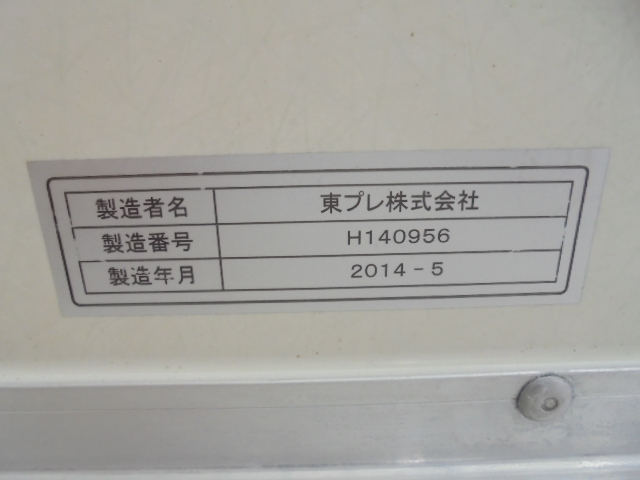 製造者名 東プレ株式会社
製造番号 H140956
製造年月 2014-5